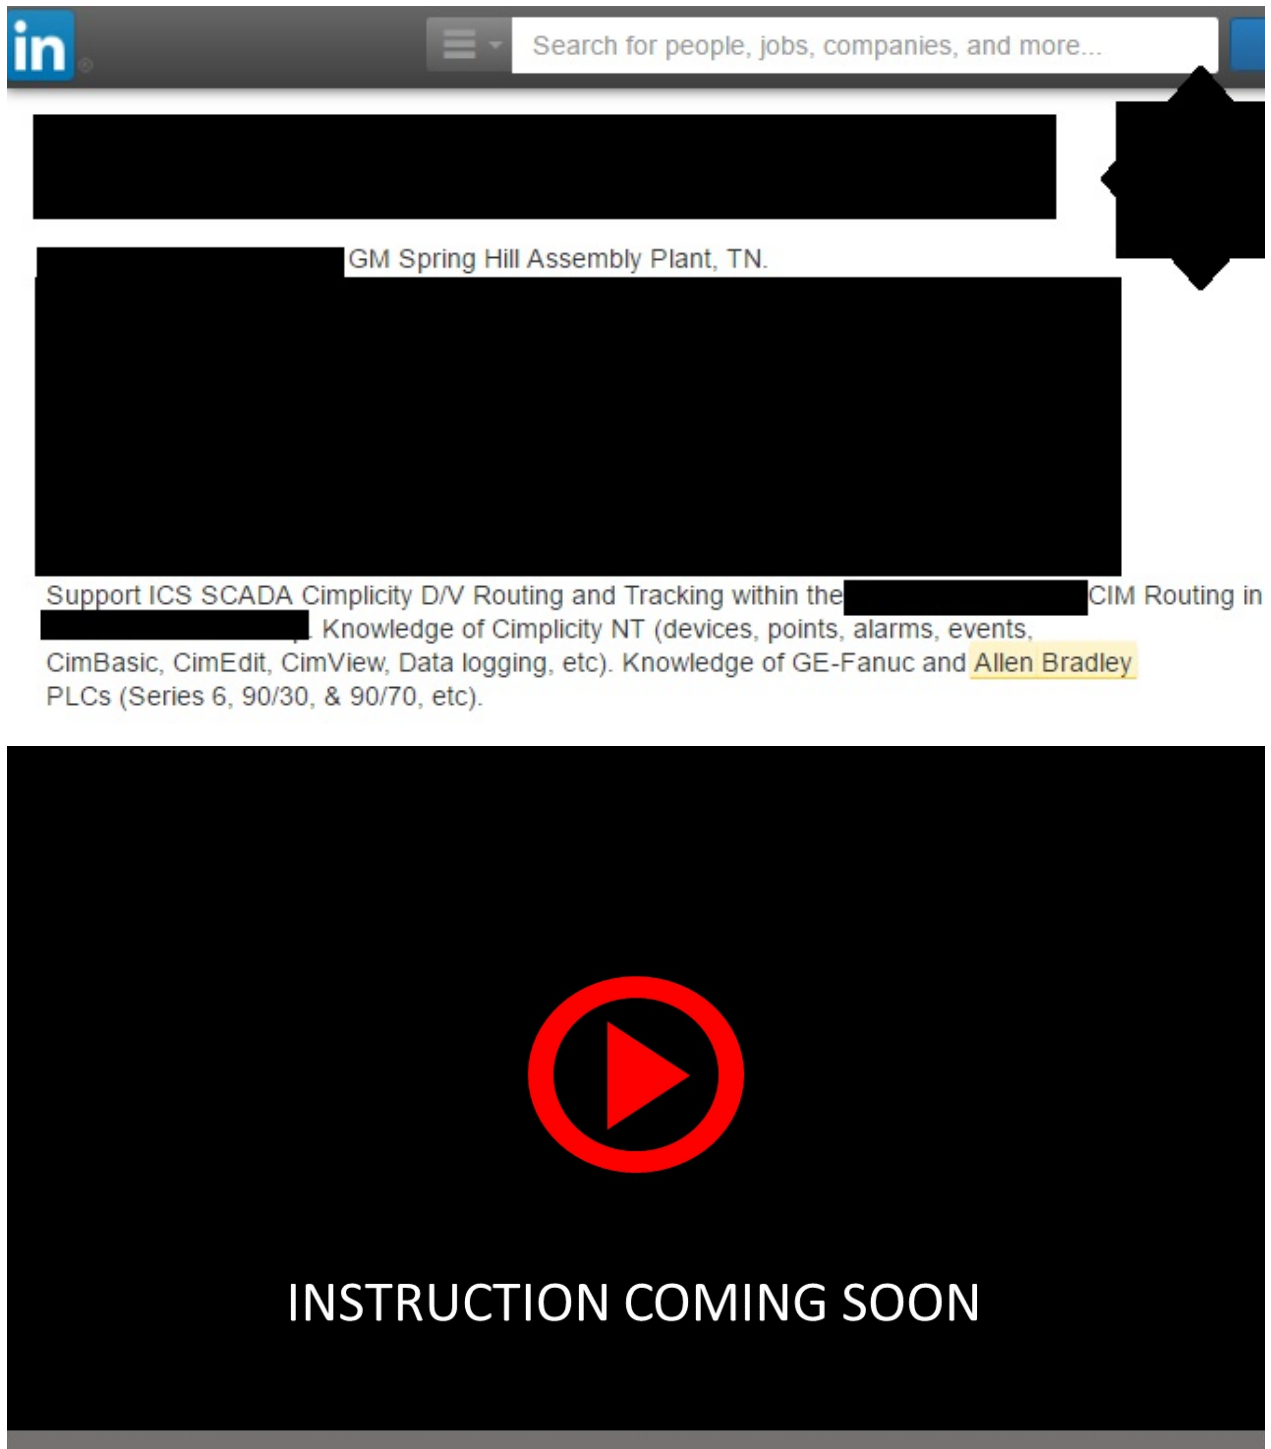 in
Search for people, jobs, companies, and more...
GM Spring Hill Assembly Plant, TN.
Support ICS SCADA Cimplicity D/V Routing and Tracking within the CIM Routing in
. Knowledge of Cimplicity NT (devices, points, alarms, events,
CimBasic, CimEdit, CimView, Data logging, etc). Knowledge of GE-Fanuc and Allen Bradley
PLCs (Series 6, 90/30, & 90/70, etc).
INSTRUCTION COMING SOON